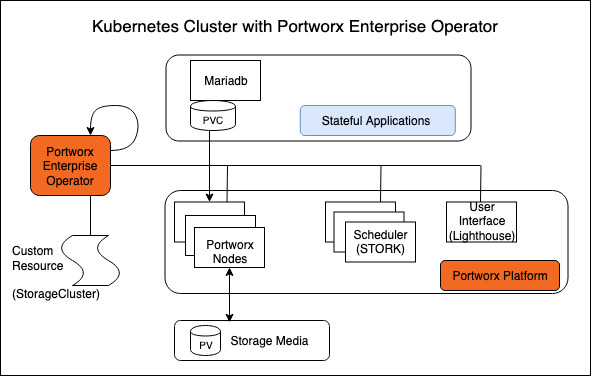 Kubernetes Cluster with Portworx Enterprise Operator
Mariadb
PVC
Stateful Applications
Portworx
Enterprise
Operator
Custom
Resource
(StorageCluster)
Portworx
Nodes
Scheduler
(STORK)
User
Interface
(Lighthouse)
Portworx Platform
PV
Storage Media